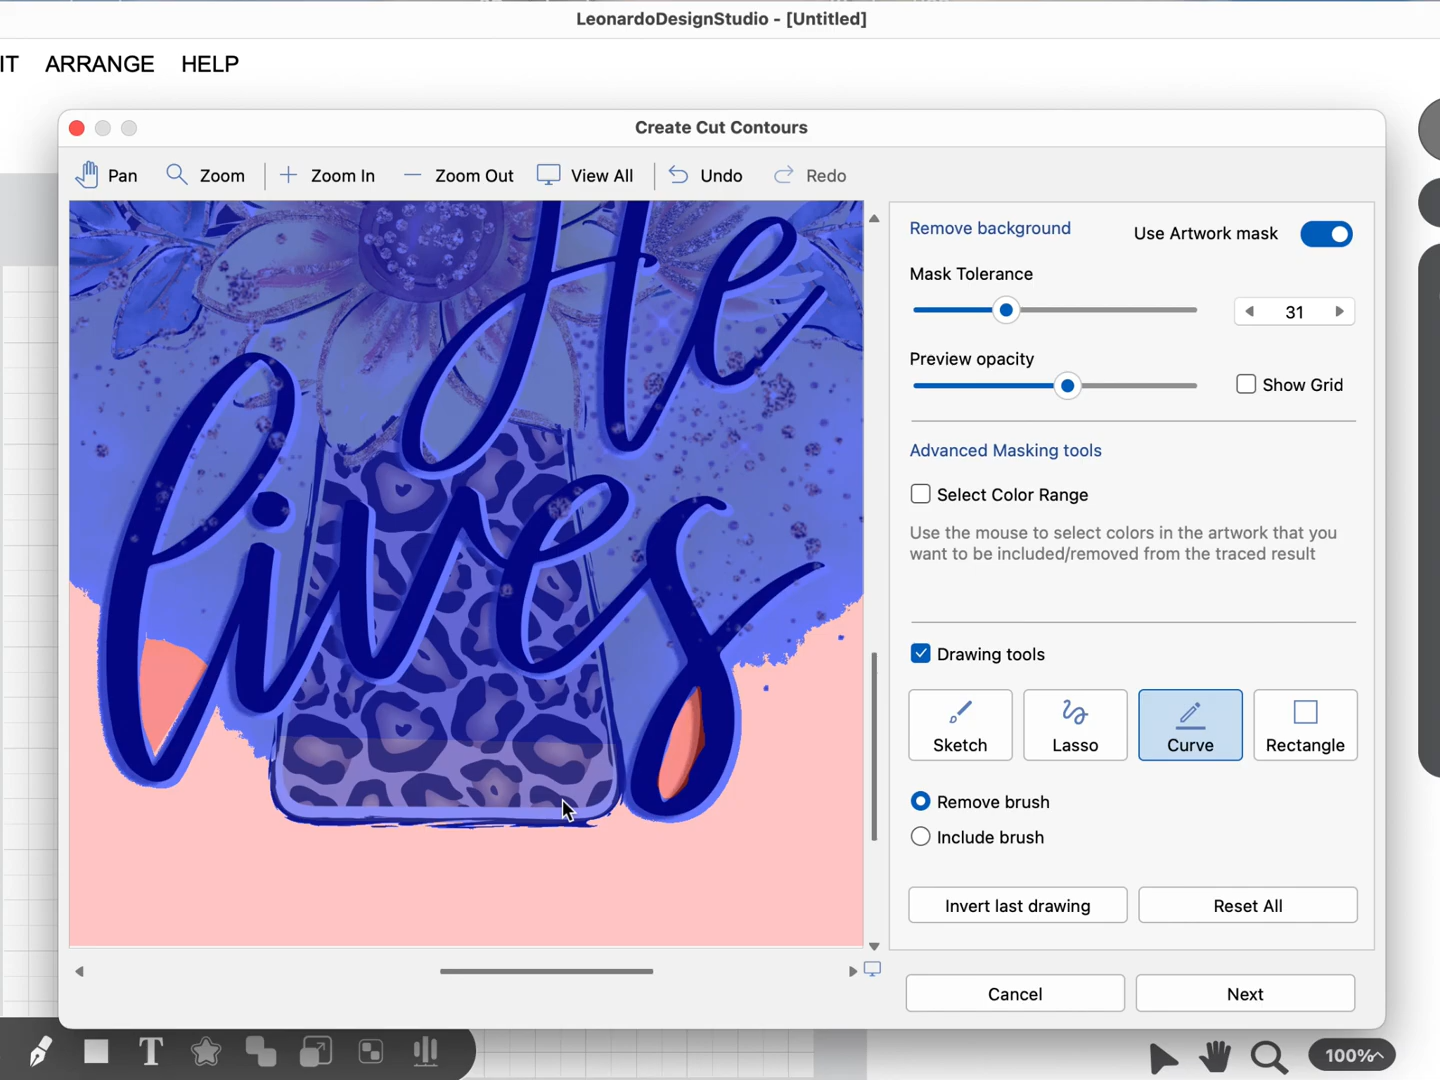 LeonardoDesignStudio - [Untitled]
IT ARRANGE HELP
Create Cut Contours
Pan Zoom Zoom In Zoom Out View All Undo Redo
He
lives
Remove background
Use Artwork mask
Mask Tolerance
31
Preview opacity
Show Grid
Advanced Masking tools
Select Color Range
Use the mouse to select colors in the artwork that you
want to be included/removed from the traced result
Drawing tools
Sketch Lasso Curve Rectangle
Remove brush
Include brush
Invert last drawing Reset All
Cancel Next
T
100%